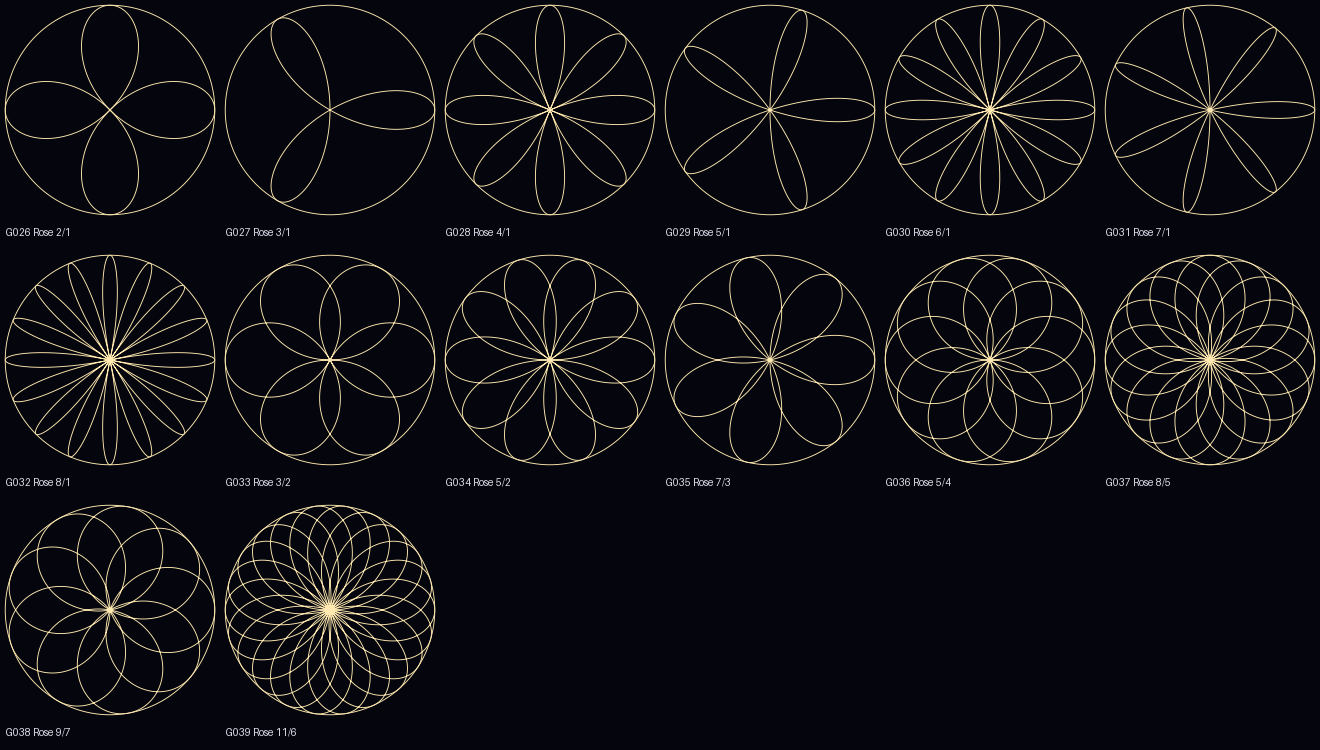 G026 Rose 2/1
G027 Rose 3/1
G028 Rose 4/1
G029 Rose 5/1
G030 Rose 6/1
G031 Rose 7/1
G032 Rose 8/1
G033 Rose 3/2
G034 Rose 5/2
G035 Rose 7/3
G036 Rose 5/4
G037 Rose 8/5
G038 Rose 9/7
G039 Rose 11/6